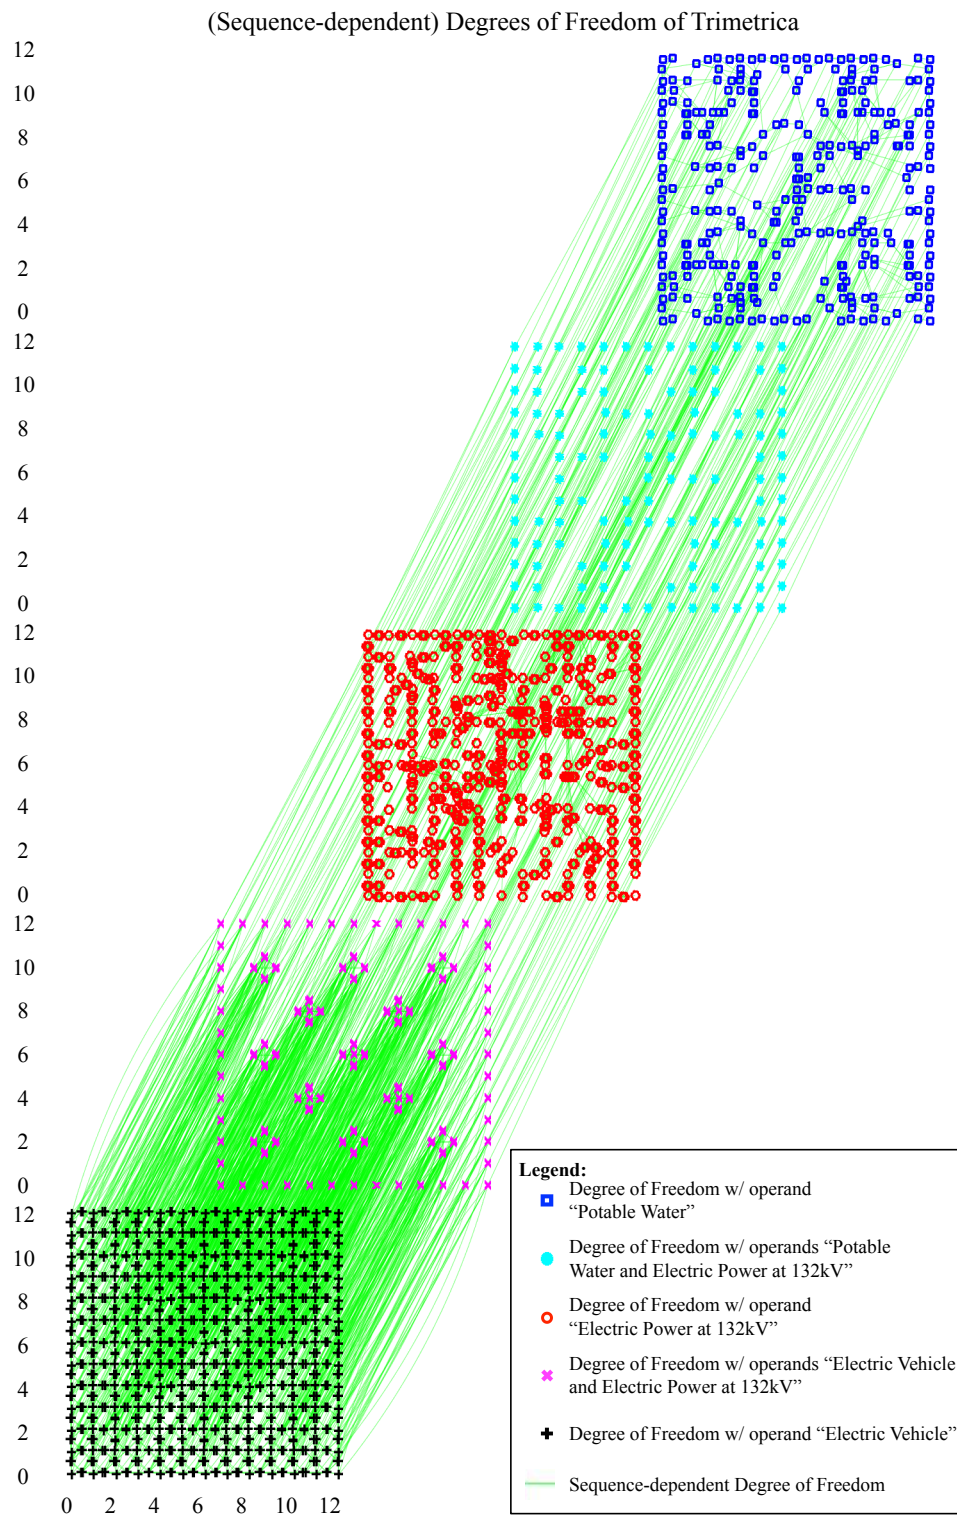 (Sequence-dependent) Degrees of Freedom of Trimetrica
12
10
8
6
4
2
0
12
10
8
6
4
2
0
12
10
8
6
4
2
0
12
10
8
6
4
2
0
12
10
8
6
4
2
0
0 2 4 6 8 10 12
Legend:
Degree of Freedom w/ operand
“Potable Water”
Degree of Freedom w/ operands “Potable
Water and Electric Power at 132kV”
Degree of Freedom w/ operand
“Electric Power at 132kV”
Degree of Freedom w/ operands “Electric Vehicle
and Electric Power at 132kV”
Degree of Freedom w/ operand “Electric Vehicle”
Sequence-dependent Degree of Freedom